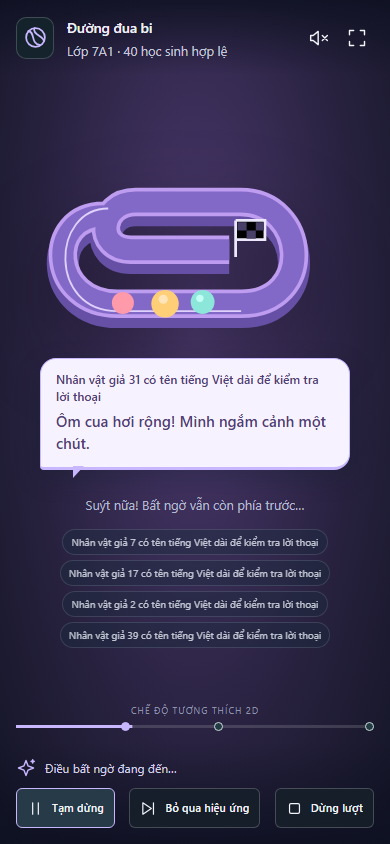 Đường đua bi
Lớp 7A1 · 40 học sinh hợp lệ
Nhân vật giả 31 có tên tiếng Việt dài để kiểm tra
lời thoại
Ôm cua hơi rộng! Mình ngắm cảnh một
chút.
Suýt nữa! Bất ngờ vẫn còn phía trước...
Nhân vật giả 7 có tên tiếng Việt dài để kiểm tra lời thoại
Nhân vật giả 17 có tên tiếng Việt dài để kiểm tra lời thoại
Nhân vật giả 2 có tên tiếng Việt dài để kiểm tra lời thoại
Nhân vật giả 39 có tên tiếng Việt dài để kiểm tra lời thoại
CHẾ ĐỘ TƯƠNG THÍCH 2D
Điều bất ngờ đang đến...
Tạm dừng
Bỏ qua hiệu ứng
Dừng lượt